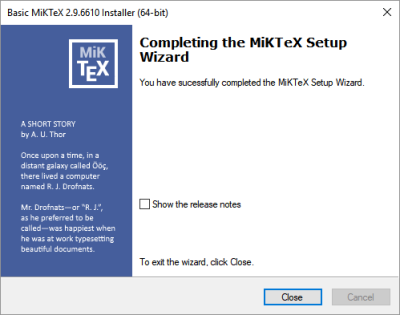 Basic MiKTeX 2.9.6610 Installer (64-bit)
MiK
TEX
Completing the MiKTeX Setup
Wizard
You have sucessfully completed the MiKTeX Setup Wizard.
A SHORT STORY
by A. U. Thor
Once upon a time, in a
distant galaxy called Ööç,
there lived a computer
named R. J. Drofnats.
Mr. Drofnats—or "R. J.",
as he preferred to be
called—was happiest when
he was at work typesetting
beautiful documents.
Show the release notes
To exit the wizard, click Close.
Close
Cancel